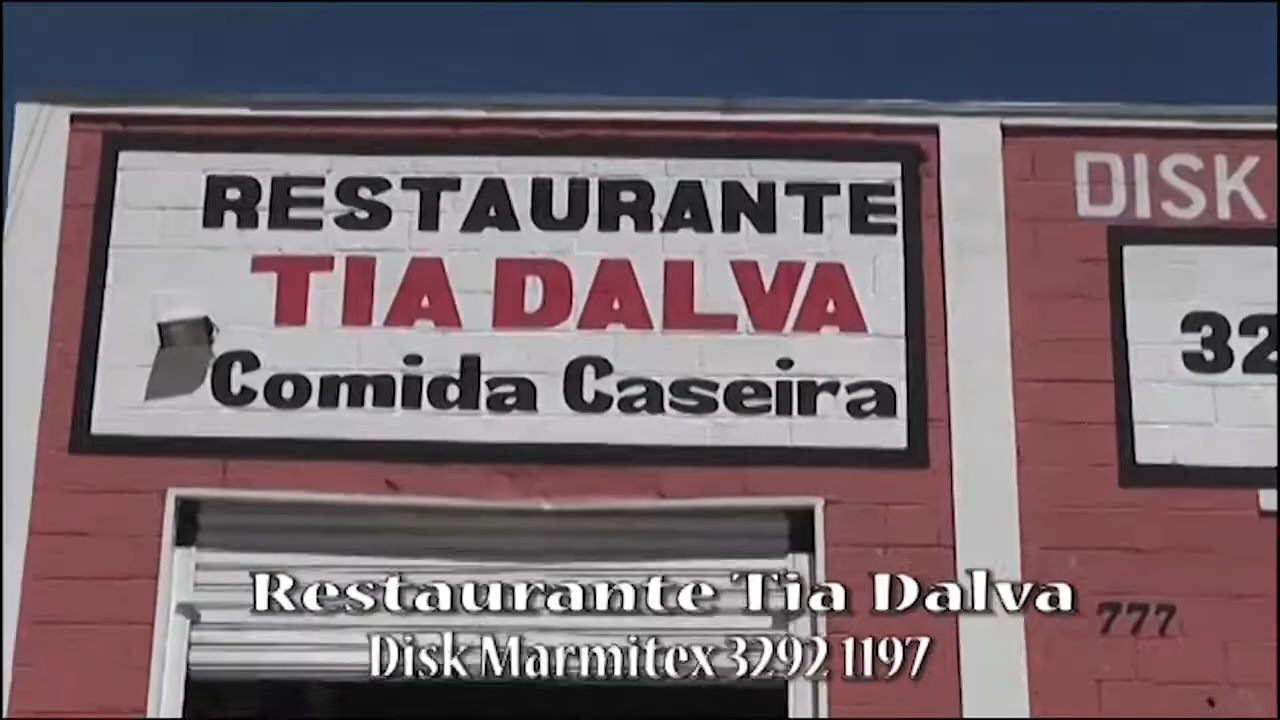 RESTAURANTE
TIA DALVA
Comida Caseira
DISK
32
777
Restaurante Tia Dalva
Disk Marmitex 3292 1197